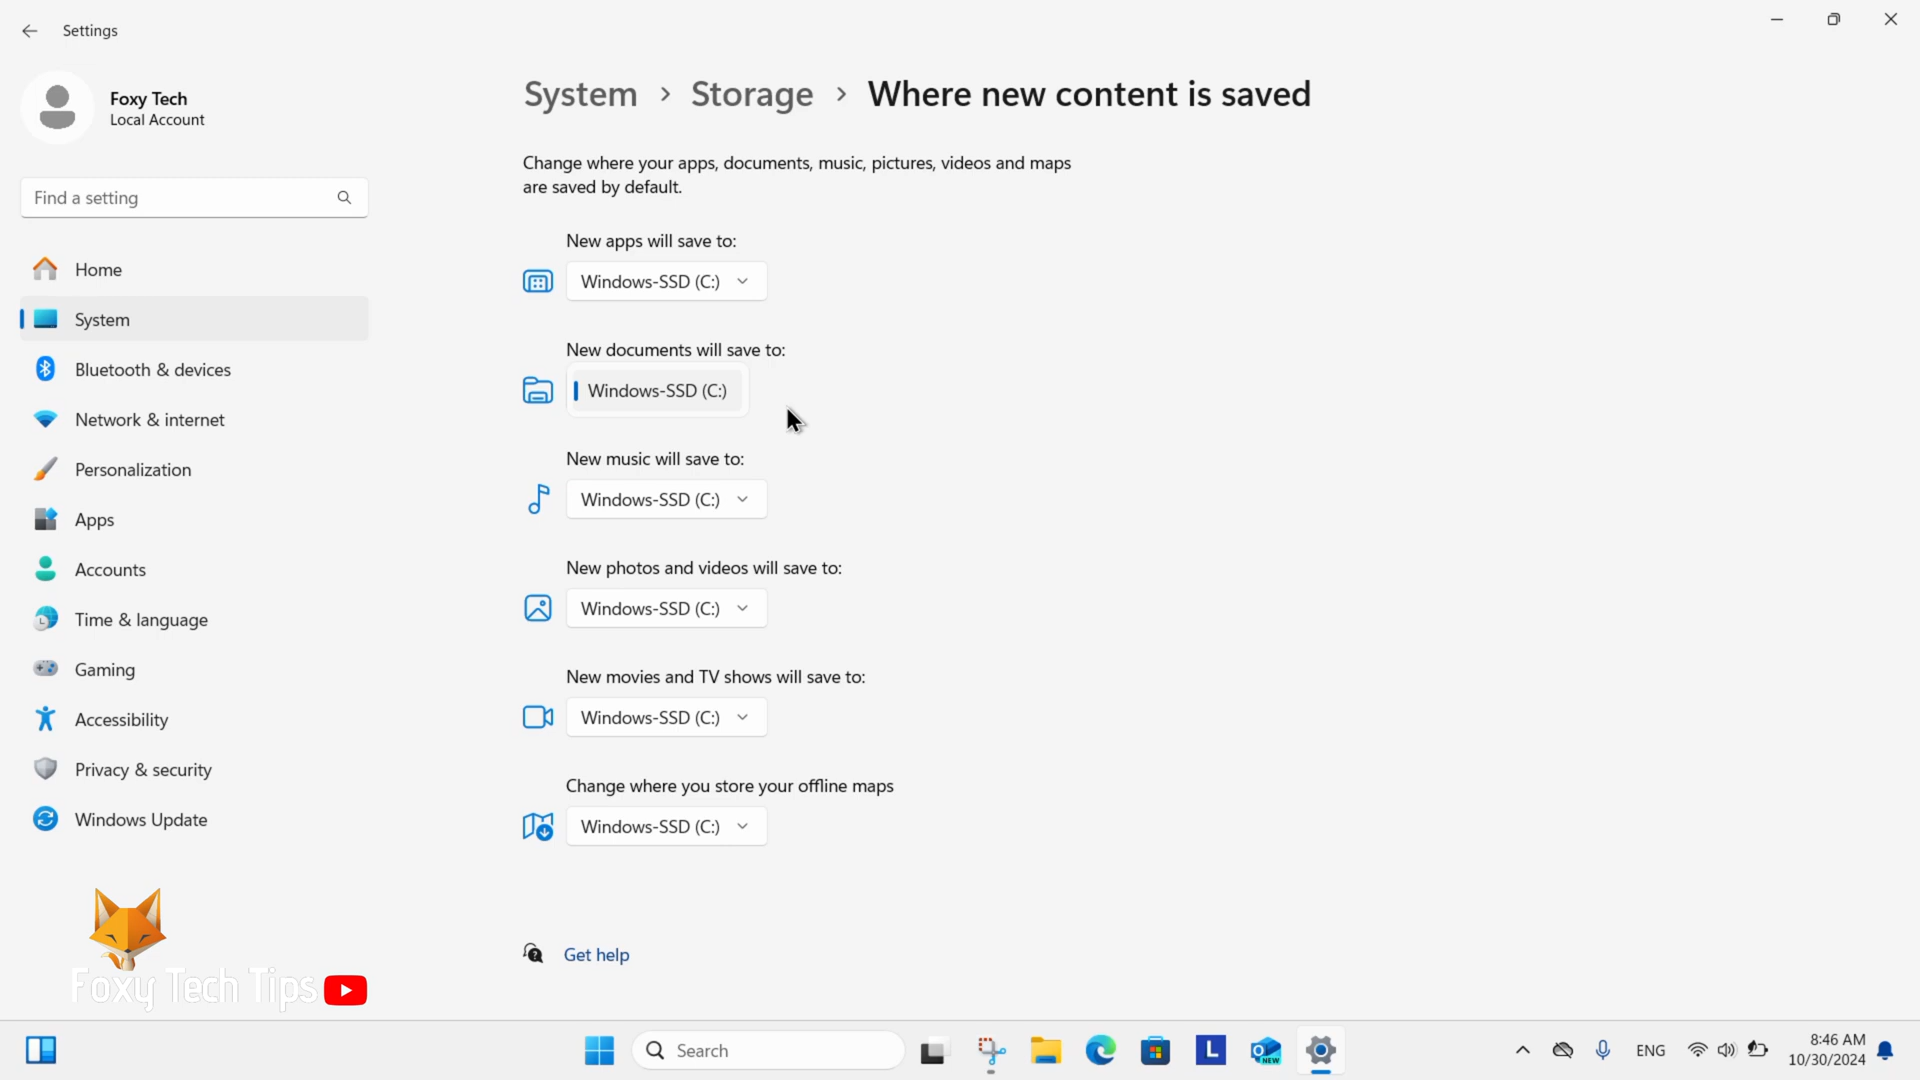 Settings
Foxy Tech
Local Account
Find a setting
Home
System
Bluetooth & devices
Network & internet
Personalization
Apps
Accounts
Time & language
Gaming
Accessibility
Privacy & security
Windows Update
Foxy Tech Tips
System > Storage > Where new content is saved
Change where your apps, documents, music, pictures, videos and maps
are saved by default.
New apps will save to:
Windows-SSD (C:)
New documents will save to:
Windows-SSD (C:)
New music will save to:
Windows-SSD (C:)
New photos and videos will save to:
Windows-SSD (C:)
New movies and TV shows will save to:
Windows-SSD (C:)
Change where you store your offline maps
Windows-SSD (C:)
Get help
Search
L
NEW
ENG
8:46 AM
10/30/2024